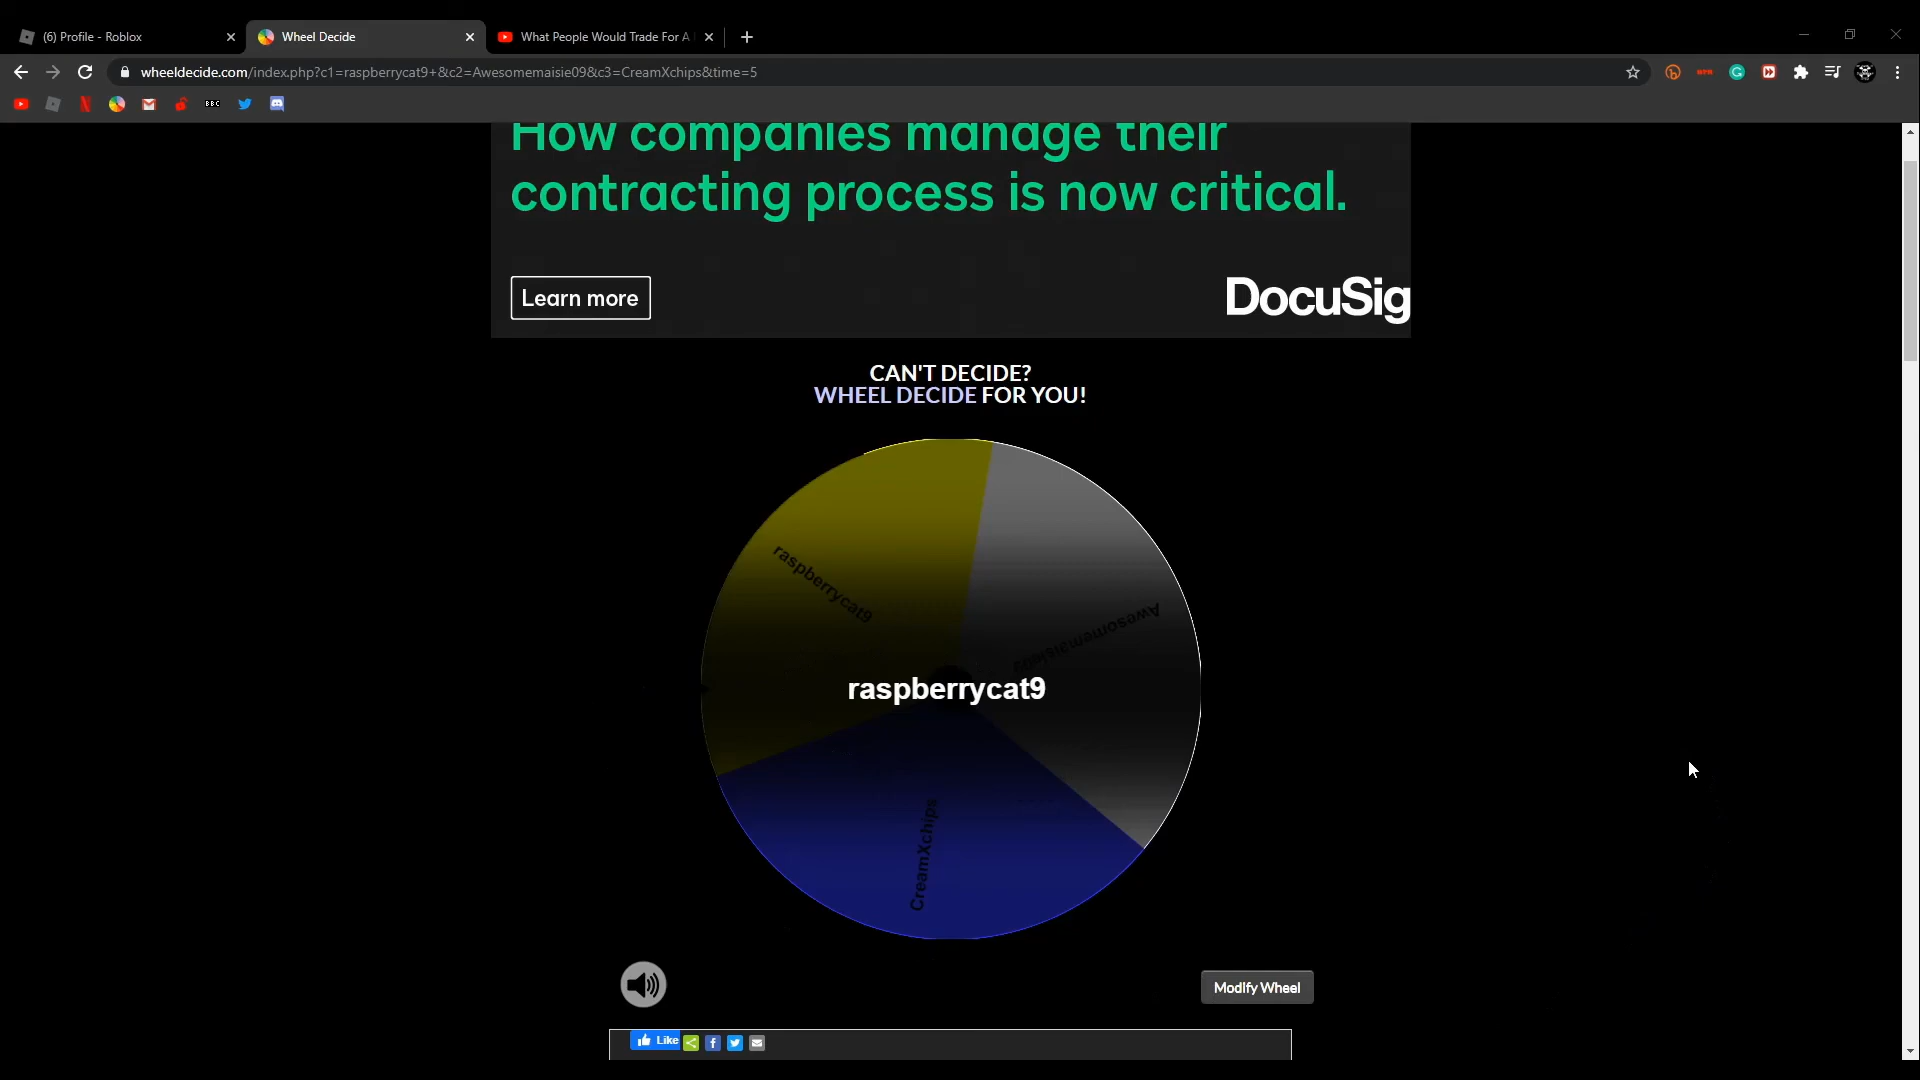 (6) Profile - Roblox
Wheel Decide
What People Would Trade For A
wheeldecide.com/index.php?c1=raspberrycat9+&c2=Awesomemaisie09&c3=CreamXchips&time=5
BBC
How companies manage their
contracting process is now critical.
Learn more
DocuSig
CAN'T DECIDE?
WHEEL DECIDE FOR YOU!
raspberrycat9
Awesomemaisie09
raspberrycat9
CreamXchips
Modify Wheel
Like